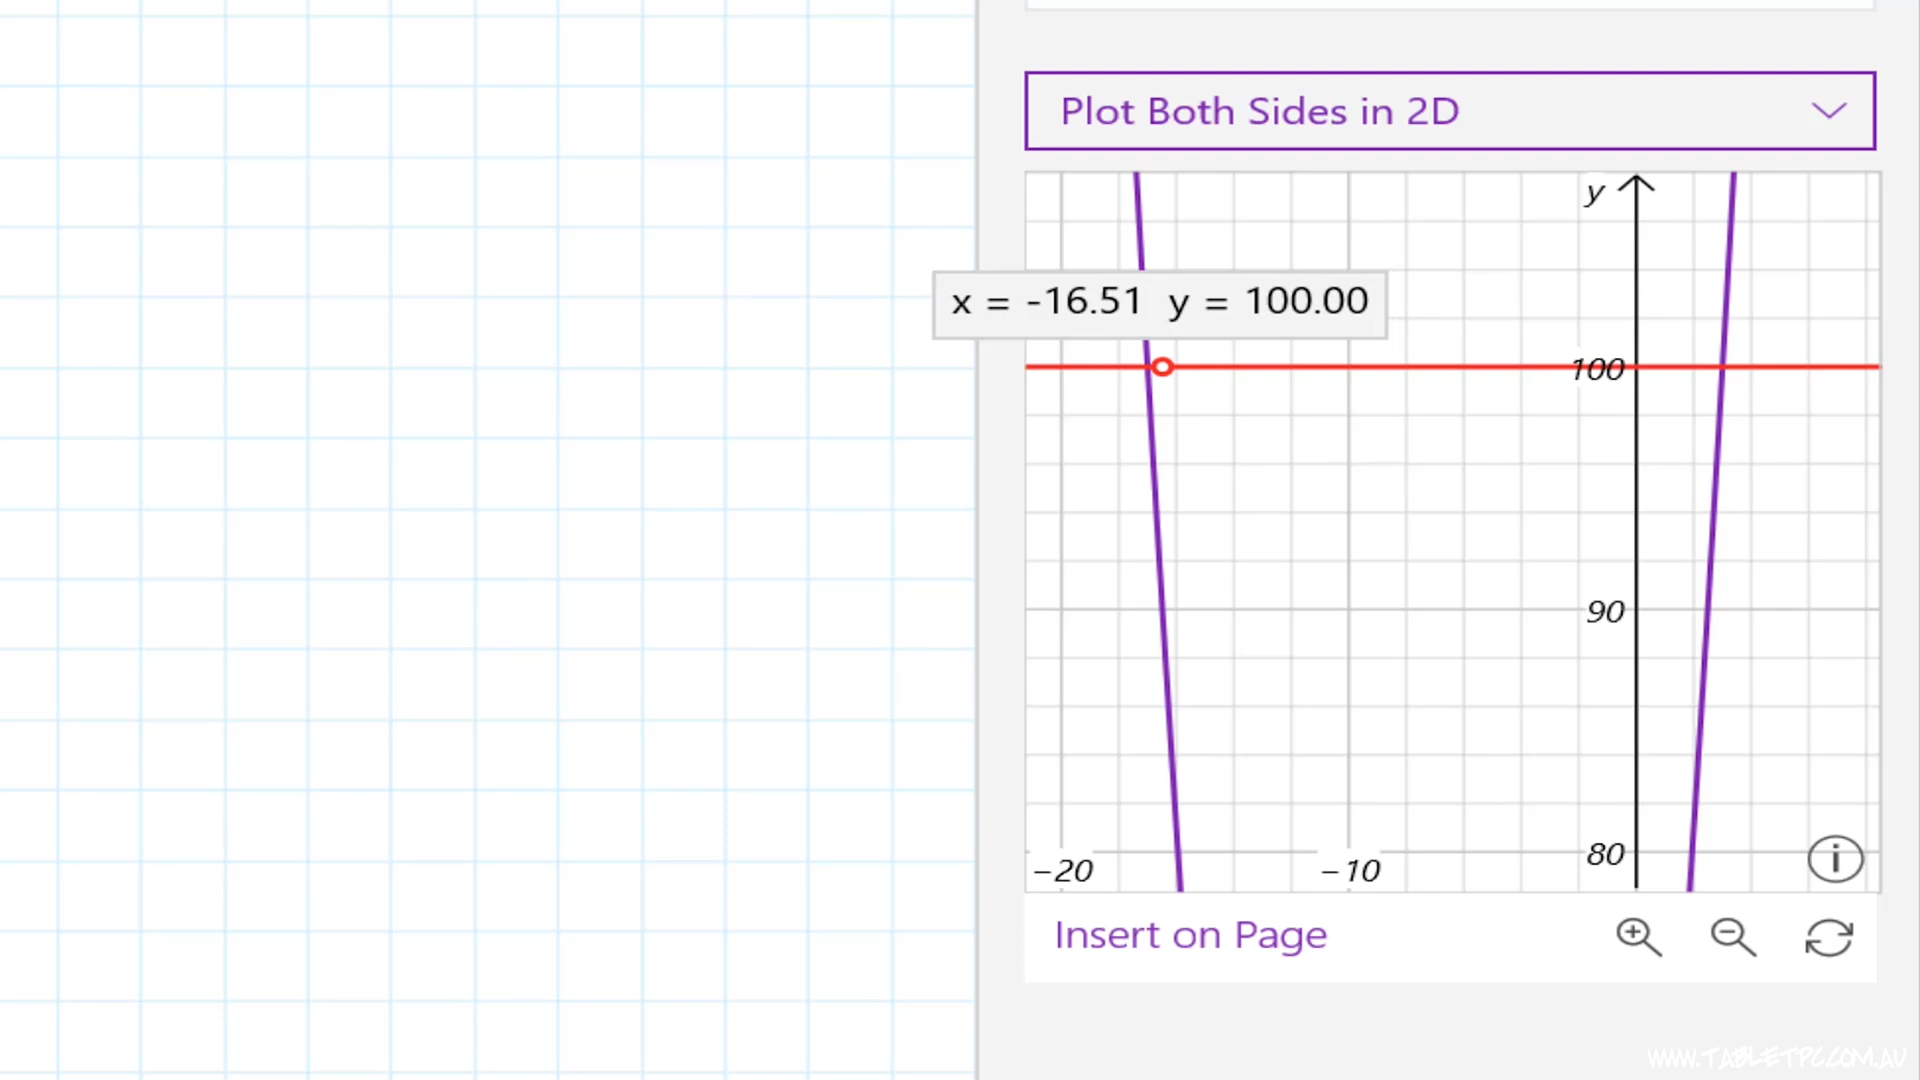 Plot Both Sides in 2D
y
x = -16.51 y = 100.00
100
90
80
−20 −10
Insert on Page
WWW.TABLETPC.COM.AU